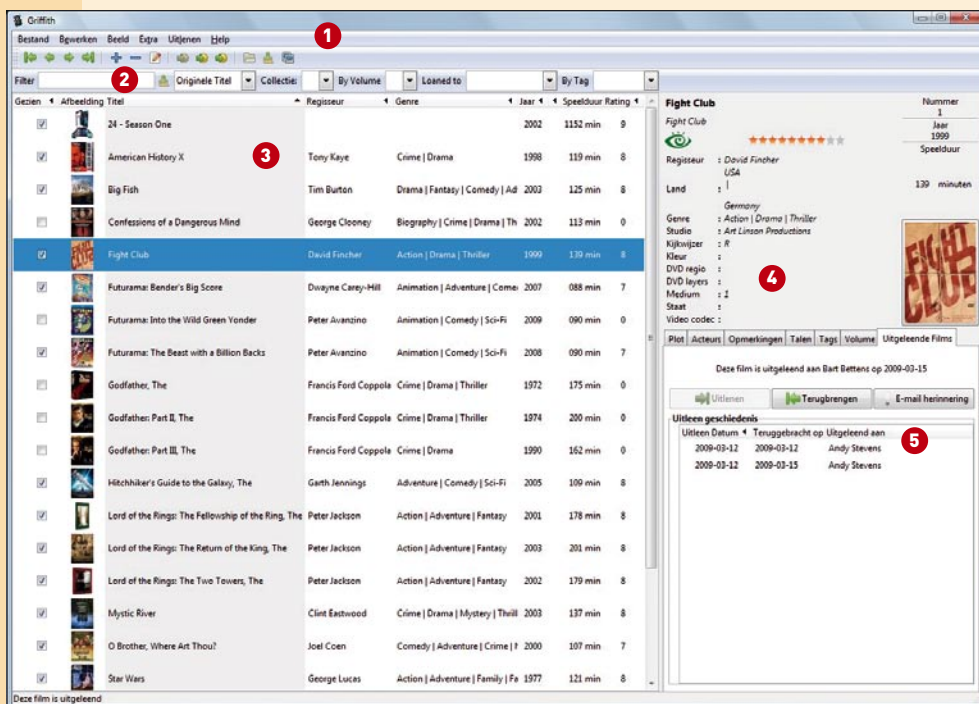 Griffith
Bestand Bewerken Beeld Extra Uitlenen Help
1
Filter
2
Originele Titel
Collectie:
By Volume
Loaned to
By Tag
Gezien Afbeelding Titel Regisseur Genre Jaar Speelduur Rating
24 - Season One 2002 1152 min 9
3
American History X Tony Kaye Crime | Drama 1998 119 min 8
Big Fish Tim Burton Drama | Fantasy | Comedy | Ad 2003 125 min 8
Confessions of a Dangerous Mind George Clooney Biography | Crime | Drama | Th 2002 113 min 0
Fight Club David Fincher Action | Drama | Thriller 1999 139 min 8
Futurama: Bender's Big Score Dwayne Carey-Hill Animation | Adventure | Come 2007 088 min 7
Futurama: Into the Wild Green Yonder Peter Avanzino Animation | Comedy | Sci-Fi 2009 090 min 0
Futurama: The Beast with a Billion Backs Peter Avanzino Animation | Comedy | Sci-Fi 2008 090 min 7
Godfather, The Francis Ford Coppola Crime | Drama | Thriller 1972 175 min 0
Godfather: Part II, The Francis Ford Coppola Crime | Drama | Thriller 1974 200 min 0
Godfather: Part III, The Francis Ford Coppola Crime | Drama 1990 162 min 0
Hitchhiker's Guide to the Galaxy, The Garth Jennings Adventure | Comedy | Sci-Fi 2005 109 min 8
Lord of the Rings: The Fellowship of the Ring, The Peter Jackson Action | Adventure | Fantasy 2001 178 min 8
Lord of the Rings: The Return of the King, The Peter Jackson Action | Adventure | Fantasy 2003 201 min 8
Lord of the Rings: The Two Towers, The Peter Jackson Action | Adventure | Fantasy 2002 179 min 8
Mystic River Clint Eastwood Crime | Drama | Mystery | Thrill 2003 137 min 8
O Brother, Where Art Thou? Joel Coen Comedy | Adventure | Crime | 2000 107 min 7
Star Wars George Lucas Action | Adventure | Family | Fa 1977 121 min 8
Deze film is uitgeleend
Fight Club
Fight Club
Nummer
1
Jaar
1999
Speelduur
139 minuten
Regisseur : David Fincher
USA
Land : |
Germany
Genre : Action | Drama | Thriller
Studio : Art Linson Productions
Kijkwijzer : R
Kleur :
DVD regio :
DVD layers :
4
Medium : 1
Staat :
Video codec :
FIGHT
CLUB
Plot Acteurs Opmerkingen Talen Tags Volume Uitgeleende Films
Deze film is uitgeleend aan Bart Bettens op 2009-03-15
Uitlenen Terugbrengen E-mail herinnering
Uitleen geschiedenis
5
Uitleen Datum Teruggebracht op Uitgeleend aan
2009-03-12 2009-03-12 Andy Stevens
2009-03-12 2009-03-15 Andy Stevens